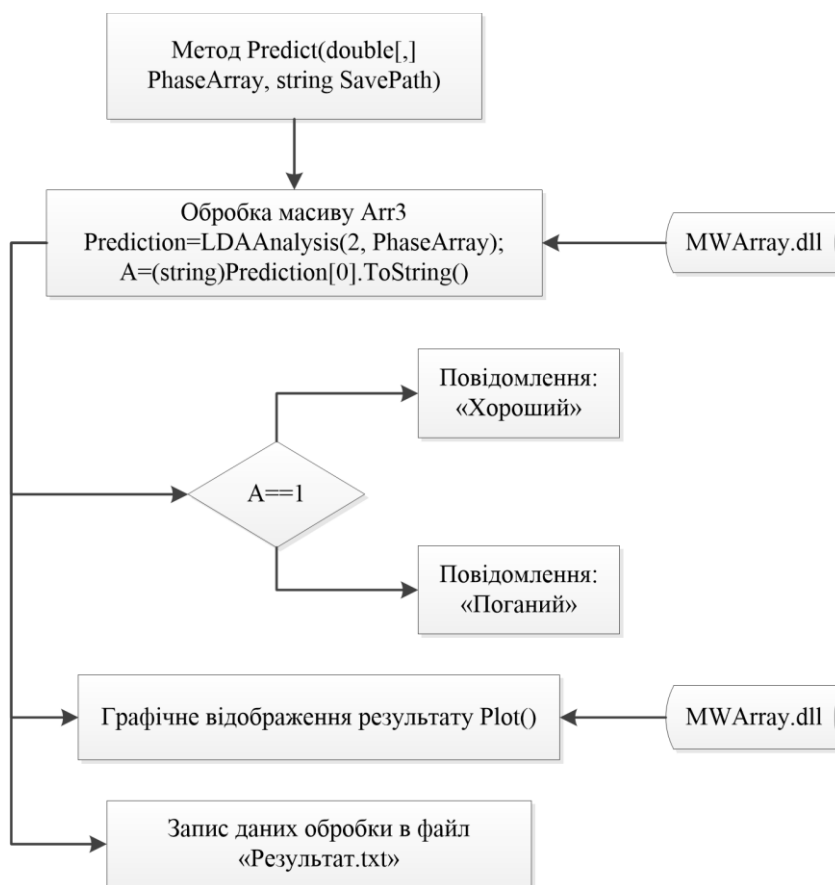 Метод Predict(double[,]
PhaseArray, string SavePath)
Обробка масиву Arr3
Prediction=LDAAnalysis(2, PhaseArray);
A=(string)Prediction[0].ToString()
MWArray.dll
Повідомлення:
«Хороший»
A==1
Повідомлення:
«Поганий»
Графічне відображення результату Plot()
MWArray.dll
Запис даних обробки в файл
«Результат.txt»